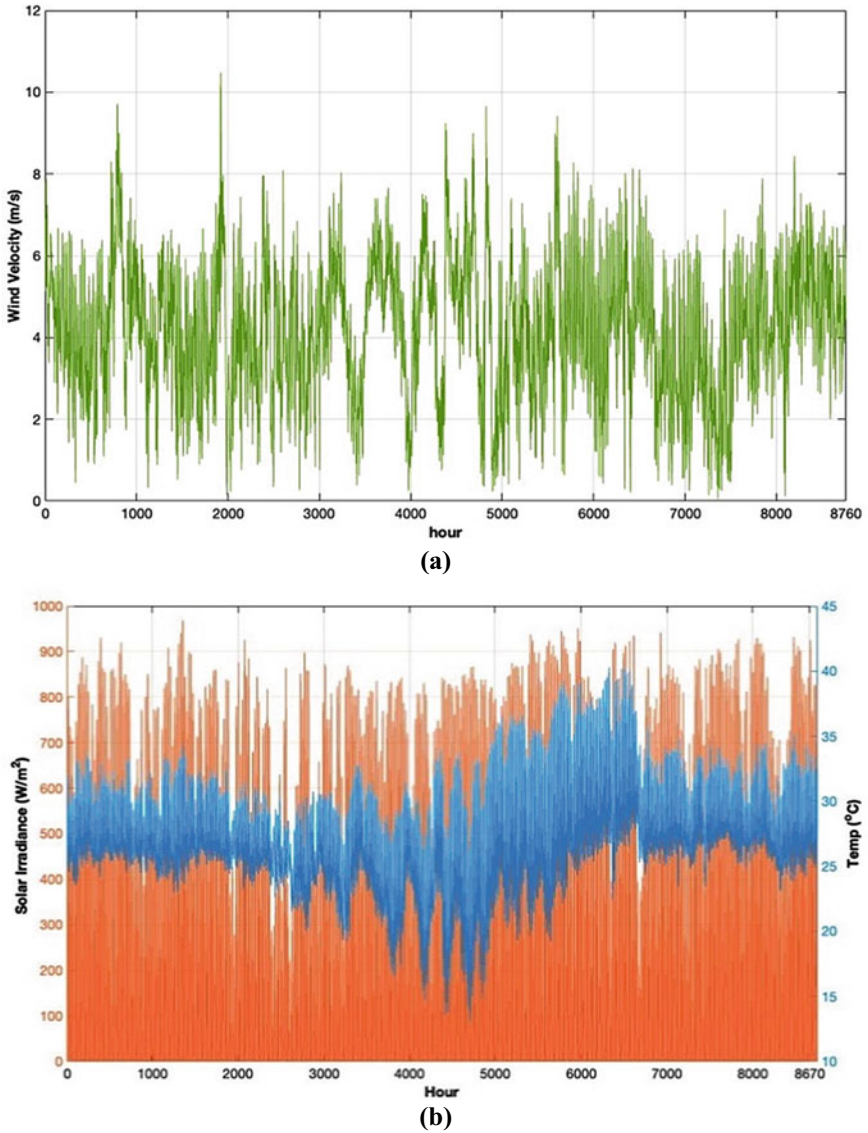 12
10
8
6
4
2
0
Wind Velocity (m/s)
0 1000 2000 3000 4000 5000 6000 7000 8000 8760
hour
(a)
1000 45
900
800 40
700 35
600
500 30
400 25
300 20
200
100 15
0 10
Solar Irradiance (W/m²)
Temp (°C)
0 1000 2000 3000 4000 5000 6000 7000 8000 8670
Hour
(b)